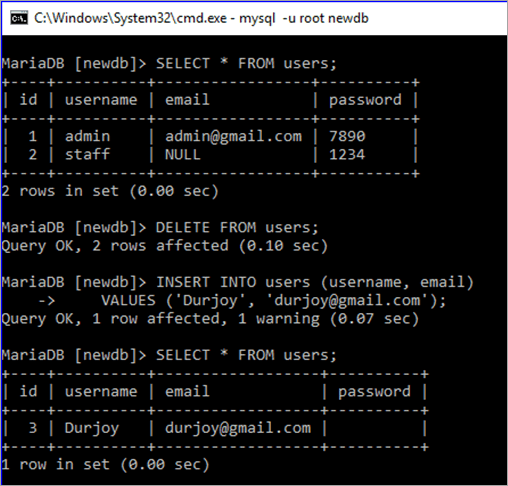 C:\Windows\System32\cmd.exe - mysql -u root newdb
MariaDB [newdb]> SELECT * FROM users;
+----+----------+-----------------+----------+
| id | username | email           | password |
+----+----------+-----------------+----------+
|  1 | admin    | admin@gmail.com | 7890     |
|  2 | staff    | NULL            | 1234     |
+----+----------+-----------------+----------+
2 rows in set (0.00 sec)
MariaDB [newdb]> DELETE FROM users;
Query OK, 2 rows affected (0.10 sec)
MariaDB [newdb]> INSERT INTO users (username, email)
    ->     VALUES ('Durjoy', 'durjoy@gmail.com');
Query OK, 1 row affected, 1 warning (0.07 sec)
MariaDB [newdb]> SELECT * FROM users;
+----+----------+------------------+----------+
| id | username | email            | password |
+----+----------+------------------+----------+
|  3 | Durjoy   | durjoy@gmail.com |          |
+----+----------+------------------+----------+
1 row in set (0.00 sec)